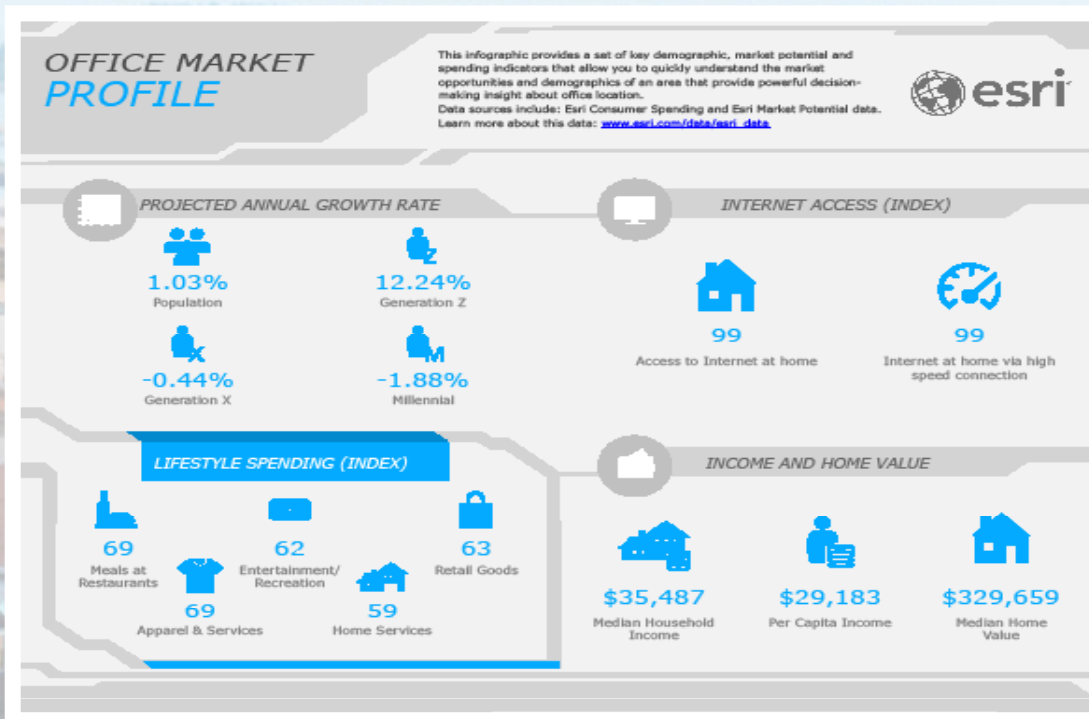 OFFICE MARKET
PROFILE
This infographic provides a set of key demographic, market potential and
spending indicators that allow you to quickly understand the market
opportunities and demographics of an area that provide powerful decision-
making insight about office location.
Data sources include: Esri Consumer Spending and Esri Market Potential data.
Learn more about this data: www.esri.com/data/esri_data
esri
PROJECTED ANNUAL GROWTH RATE
1.03%
Population
12.24%
Z
Generation Z
X
-0.44%
Generation X
M
-1.88%
Millennial
INTERNET ACCESS (INDEX)
99
Access to Internet at home
99
Internet at home via high
speed connection
LIFESTYLE SPENDING (INDEX)
69
Meals at
Restaurants
62
Entertainment/
Recreation
63
Retail Goods
69
Apparel & Services
59
Home Services
INCOME AND HOME VALUE
$35,487
Median Household
Income
$29,183
Per Capita Income
$329,659
Median Home
Value